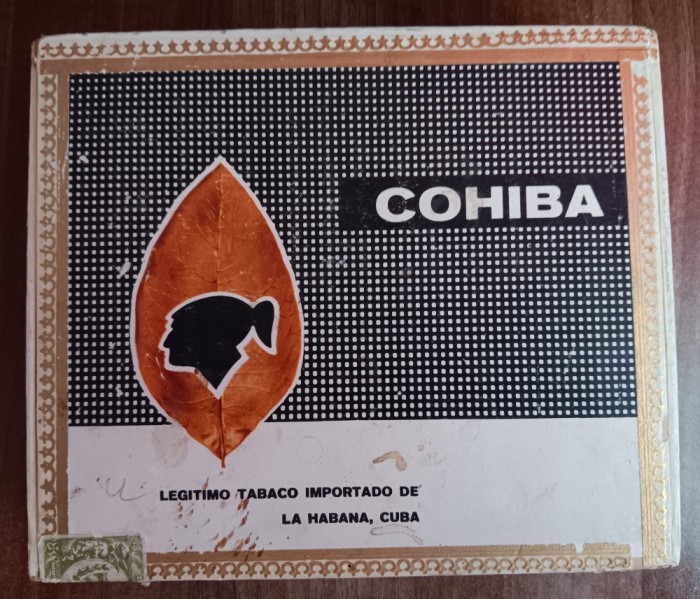 COHIBA
LEGITIMO TABACO IMPORTADO DE
LA HABANA, CUBA